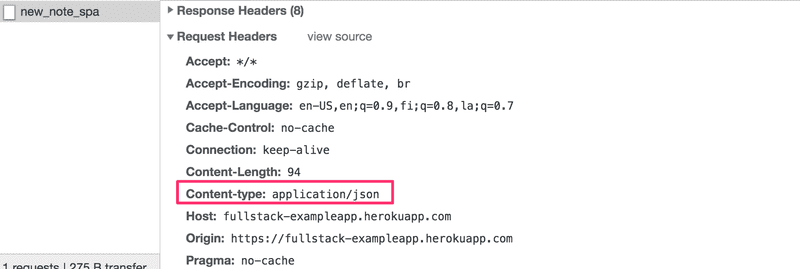 new_note_spa
Response Headers (8)
Request Headers view source
Accept: */*
Accept-Encoding: gzip, deflate, br
Accept-Language: en-US,en;q=0.9,fi;q=0.8,la;q=0.7
Cache-Control: no-cache
Connection: keep-alive
Content-Length: 94
Content-type: application/json
Host: fullstack-exampleapp.herokuapp.com
Origin: https://fullstack-exampleapp.herokuapp.com
1 requests | 275 B transfer
Pragma: no-cache